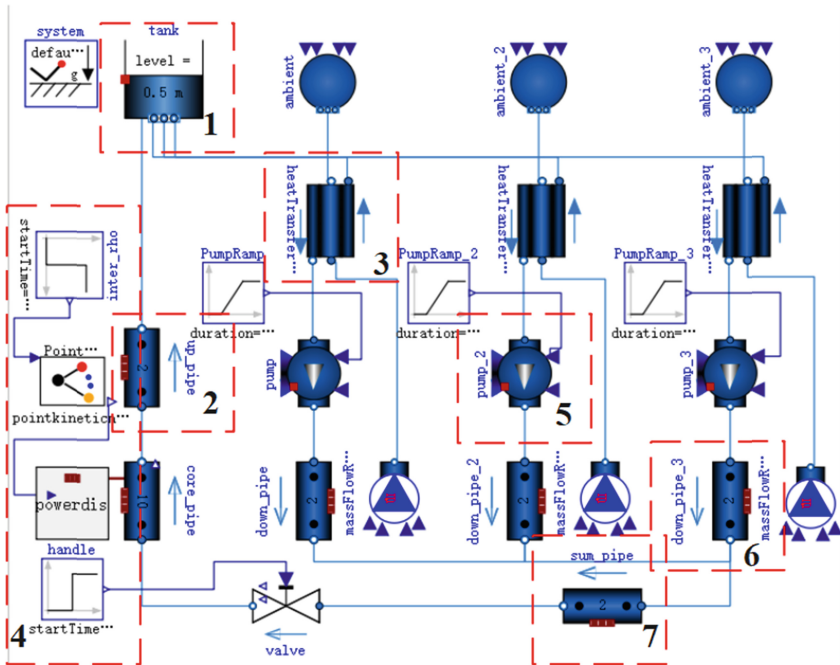 system
defau···
g
tank
level =
0.5 m
1
ambient
ambient_2
ambient_3
heatTransfer
···
3
heatTransfer
···
heatTransfer
···
startTime=···
inter_rho
PumpRamp
duration=···
PumpRamp_2
duration=···
PumpRamp_3
duration=···
Point···
pointkinetic···
2
up_pipe
2
pump
pump_2
5
pump_3
powerdis
10
core_pipe
down_pipe
2
massFlowR···
down_pipe_2
2
massFlowR···
down_pipe_3
2
massFlowR···
6
handle
startTime···
4
valve
sum_pipe
2
7